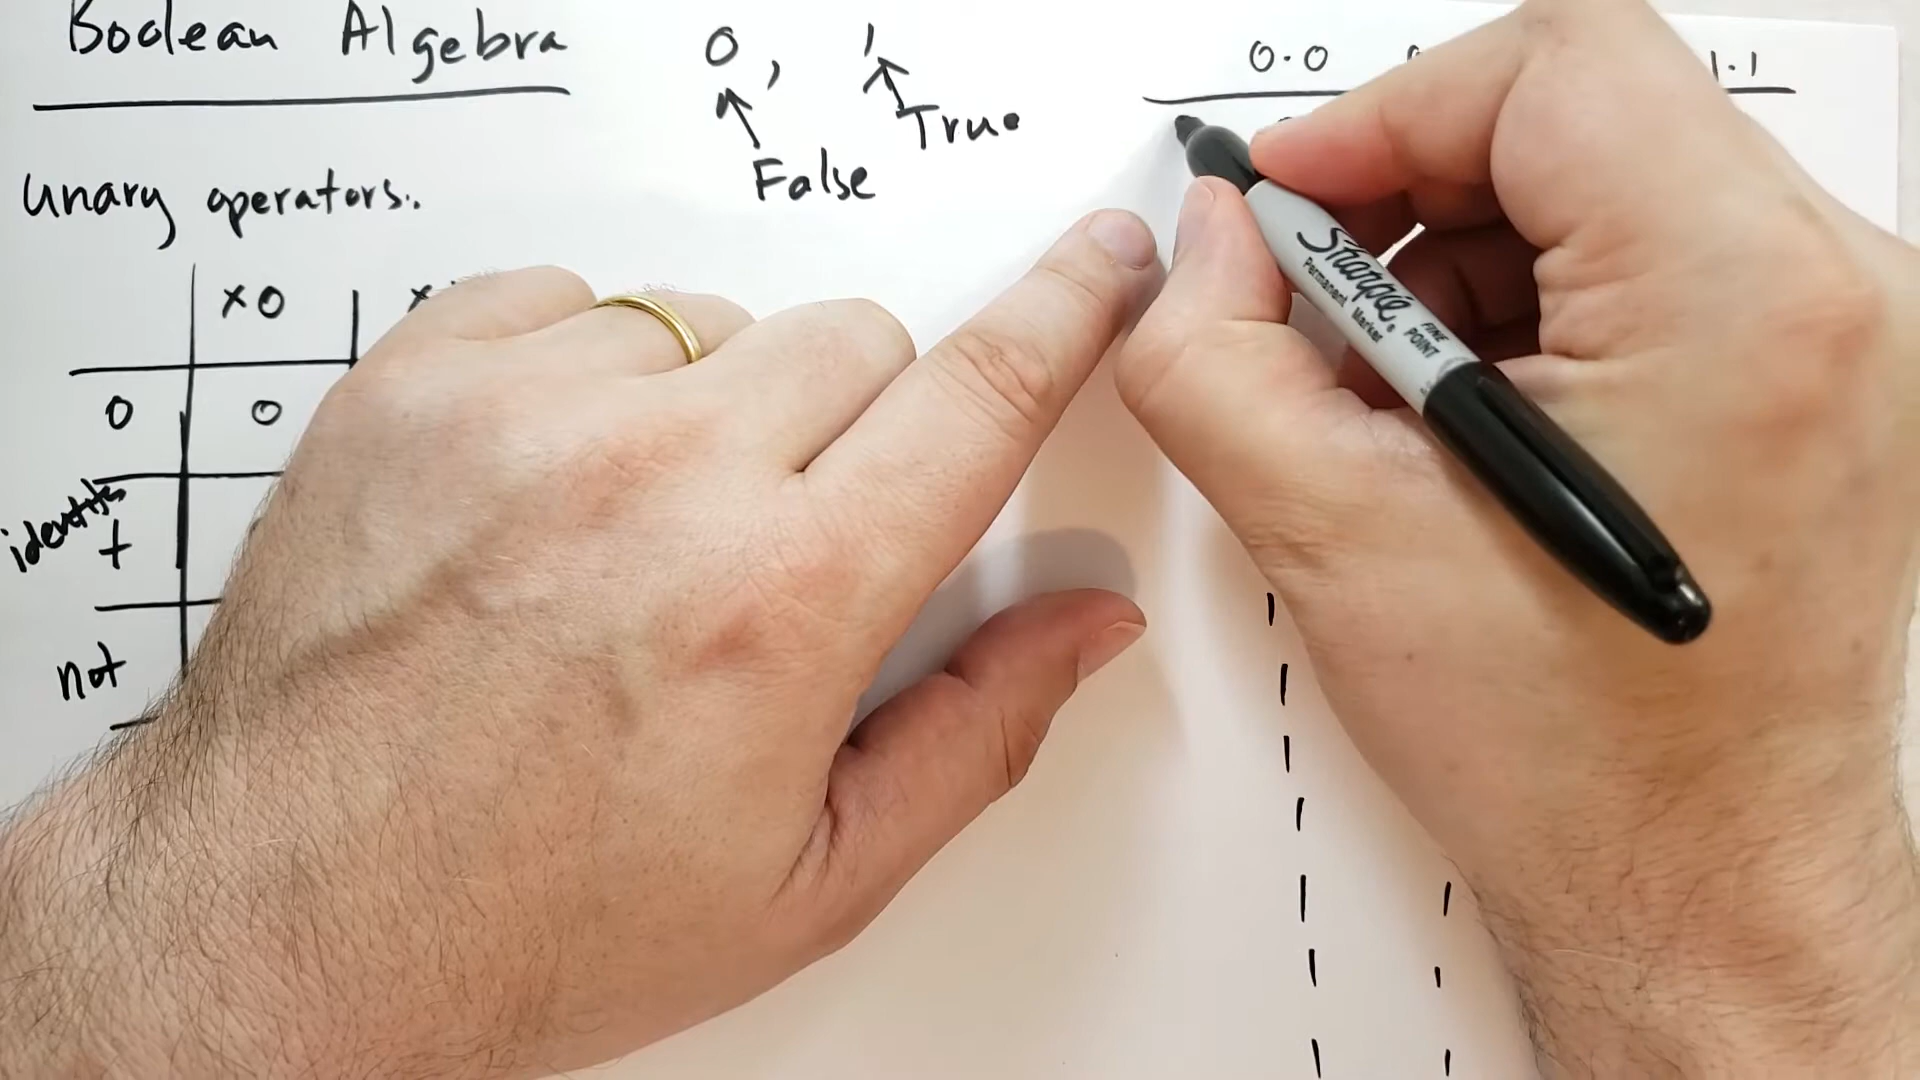 Boolean Algebra
0 , 1
False
True
unary operators.
x0
0 0
identity
+
not
0·0
1·1
Sharpie.
Permanent Marker
FINE
POINT